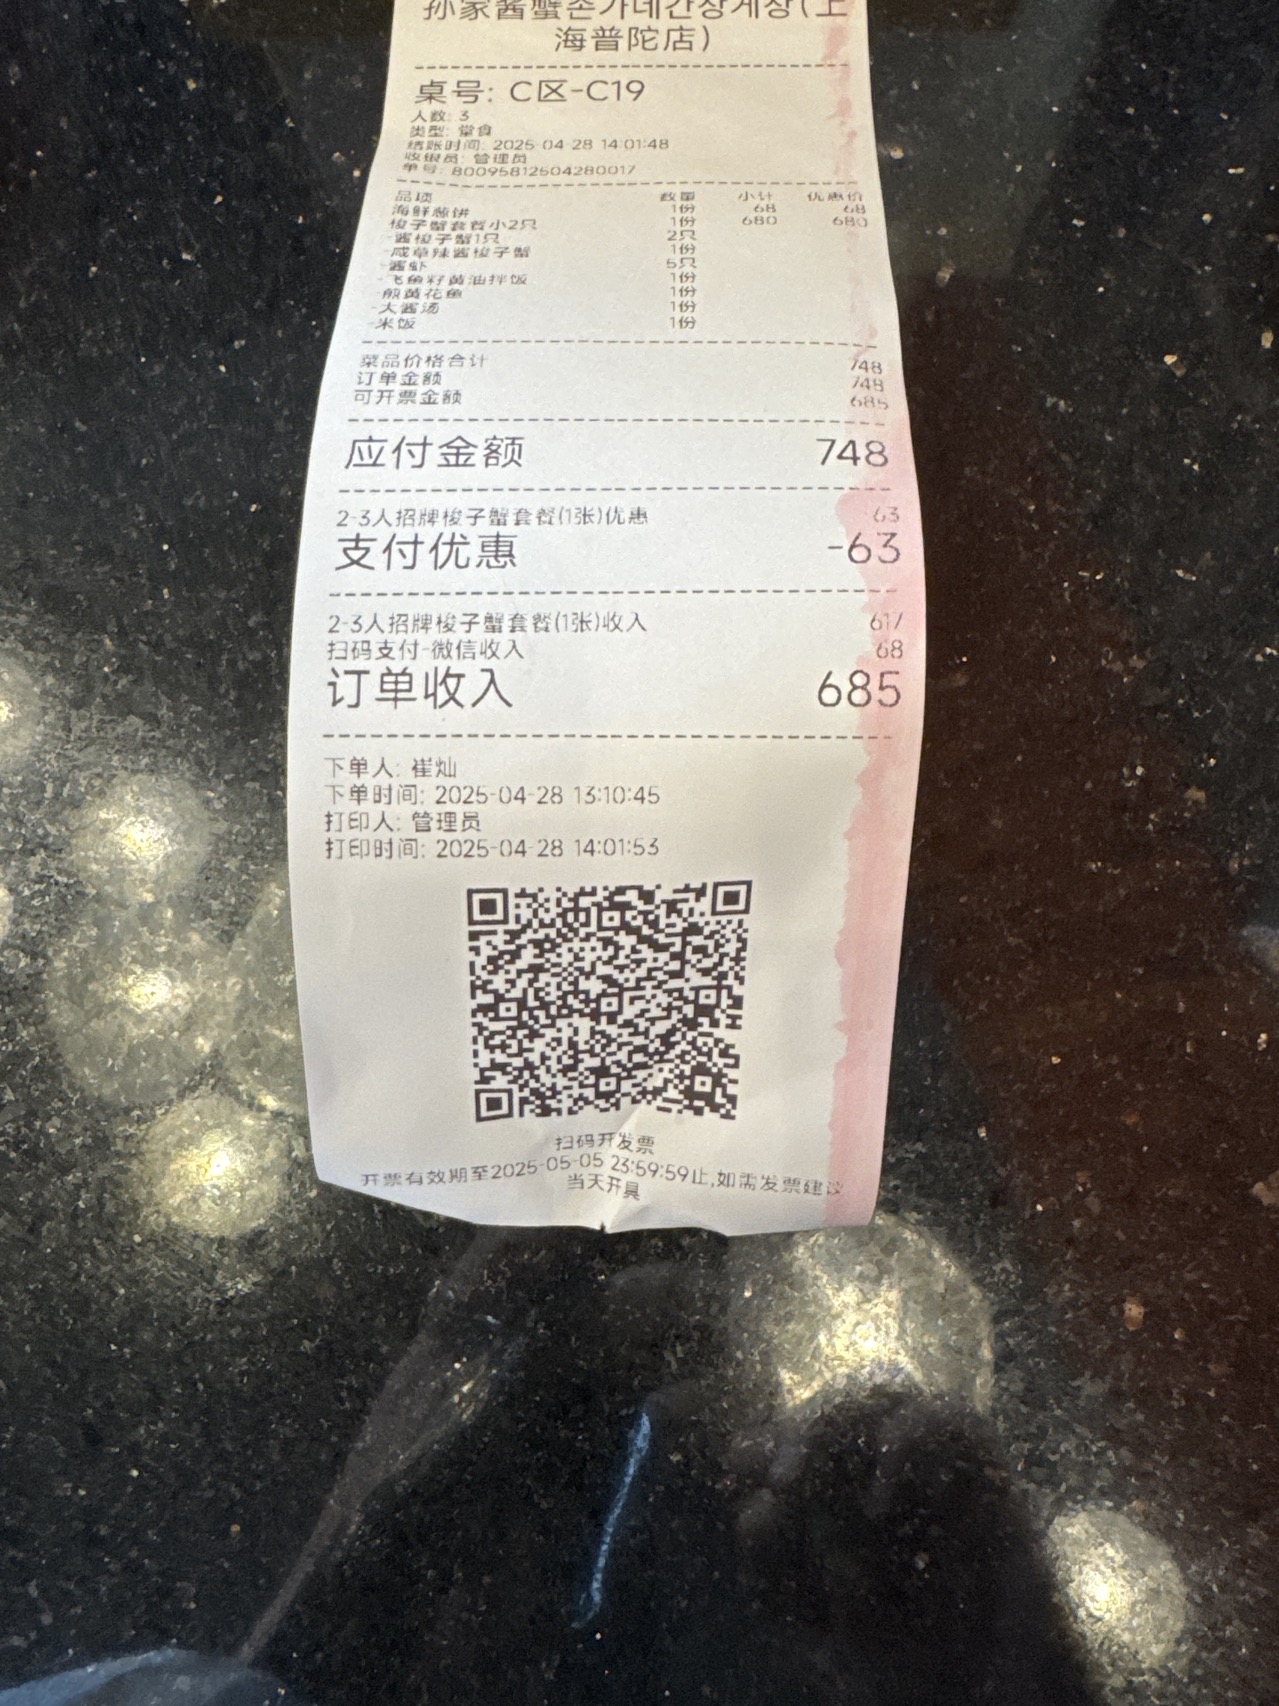 孙家酱蟹손가네간장게장(上
海普陀店)
桌号: C区-C19
人数: 3
类型: 堂食
结账时间: 2025-04-28 14:01:48
收银员: 管理员
单号: 80095812504280017
品项 数量 小计 优惠价
海鲜葱饼 1份 68 68
梭子蟹套餐小2只 1份 680 680
-酱梭子蟹1只 2只
-咸草辣酱梭子蟹 1份
-酱虾 5只
-飞鱼籽黄油拌饭 1份
-煎黄花鱼 1份
-大酱汤 1份
-米饭 1份
菜品价格合计 748
订单金额 748
可开票金额 685
应付金额 748
2-3人招牌梭子蟹套餐(1张)优惠 63
支付优惠 -63
2-3人招牌梭子蟹套餐(1张)收入 617
扫码支付-微信收入 68
订单收入 685
下单人: 崔灿
下单时间: 2025-04-28 13:10:45
打印人: 管理员
打印时间: 2025-04-28 14:01:53
扫码开发票
开票有效期至2025-05-05 23:59:59止,如需发票建议
当天开具